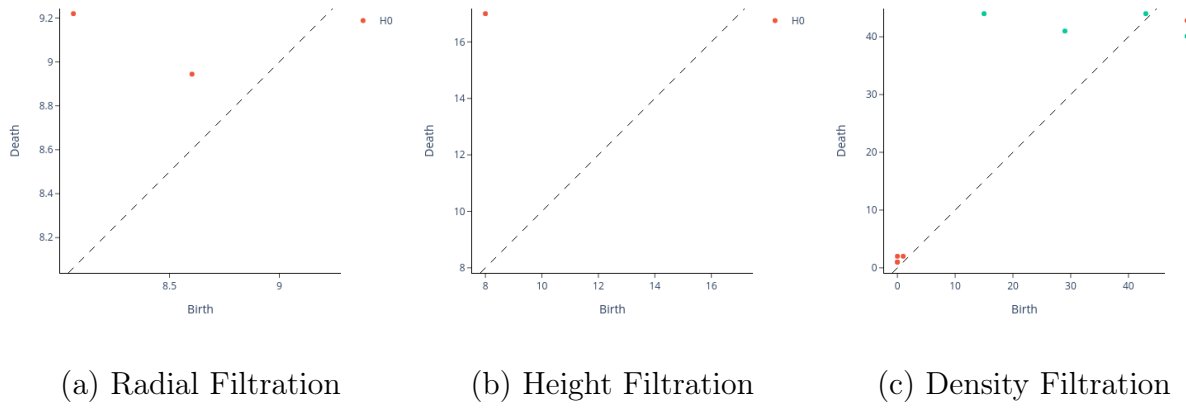 9.2
9
8.8
8.6
8.4
8.2
8.5
9
Death
Birth
H0
16
14
12
10
8
8
10
12
14
16
Death
Birth
H0
40
30
20
10
0
0
10
20
30
40
Death
Birth
(a) Radial Filtration
(b) Height Filtration
(c) Density Filtration